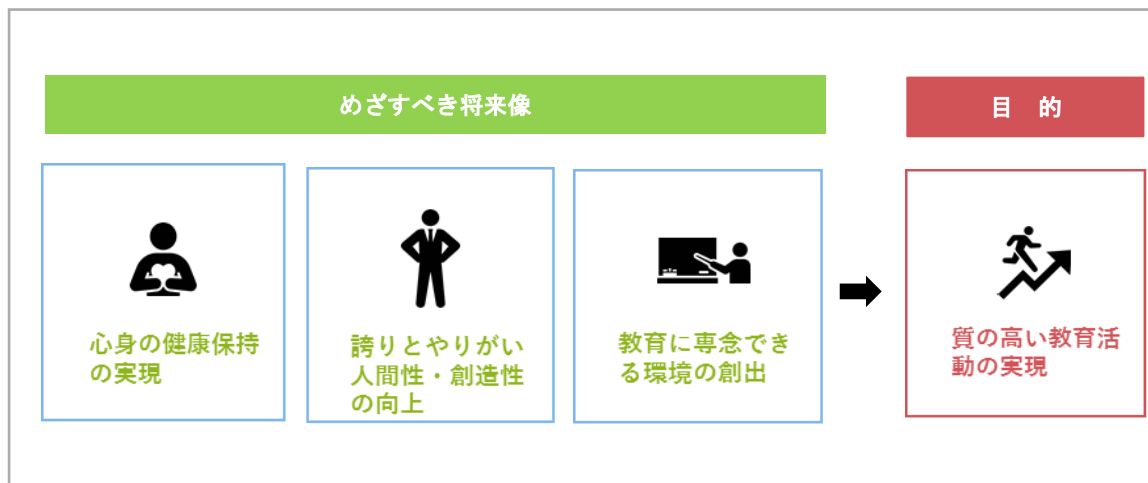 めざすべき将来像
目 的
心身の健康保持
の実現
誇りとやりがい
人間性・創造性
の向上
教育に専念でき
る環境の創出
質の高い教育活
動の実現